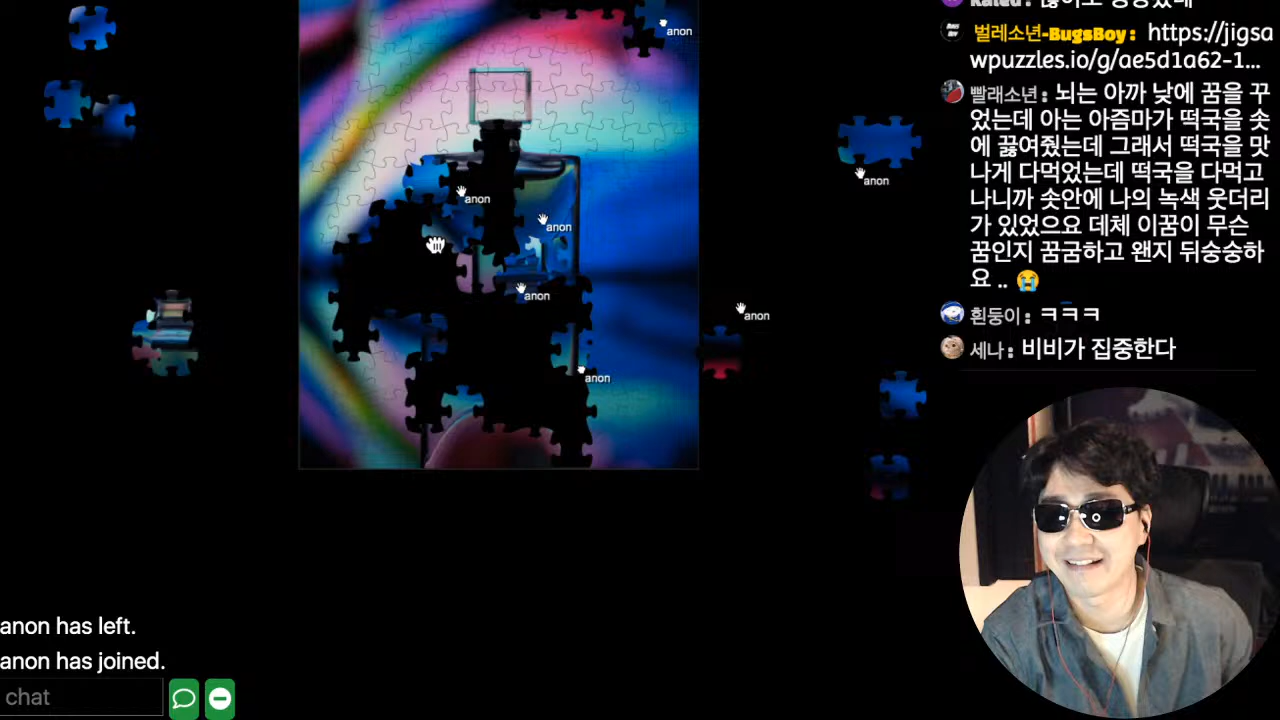 벌레소년-BugsBoy : https://jigsa
wpuzzles.io/g/ae5d1a62-1...
빨래소년 : 뇌는 아까 낮에 꿈을 꾸
었는데 아는 아즘마가 떡국을 솟
에 끓여줬는데 그래서 떡국을 맛
나게 다먹었는데 떡국을 다먹고
나니까 솟안에 나의 녹색 웃더리
가 있었으요 데체 이꿈이 무슨
꿈인지 꿈굼하고 왠지 뒤숭숭하
요 ..
흰둥이 : ㅋㅋㅋ
세나 : 비비가 집중한다
anon
anon
anon
anon
anon
anon
anon
anon has left.
anon has joined.
chat